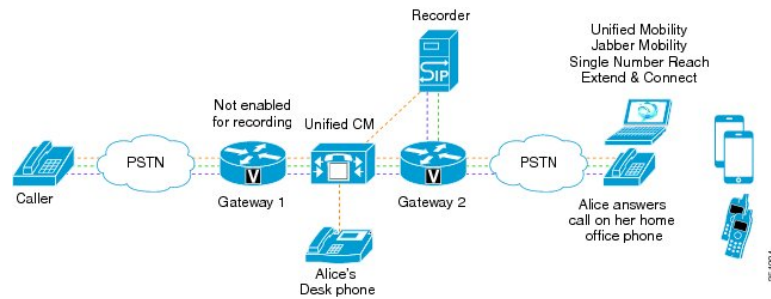 Recorder
SIP
Unified Mobility
Jabber Mobility
Single Number Reach
Extend & Connect
Not enabled
for recording
Unified CM
PSTN
V
V
PSTN
Caller
Gateway 1
Gateway 2
Alice answers
call on her home
office phone
Alice's
Desk phone